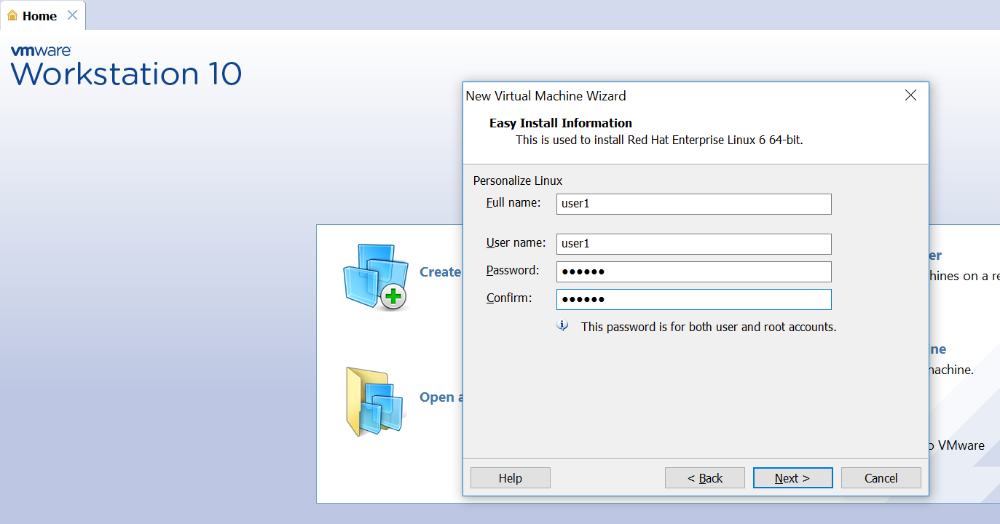 Home
vmware
Workstation 10
New Virtual Machine Wizard
Easy Install Information
This is used to install Red Hat Enterprise Linux 6 64-bit.
Personalize Linux
Full name: user1
User name: user1
Password: ●●●●●●
Confirm: ●●●●●●
This password is for both user and root accounts.
Create
Open a
er
hines on a re
ne
nachine.
o VMware
Help
< Back
Next >
Cancel